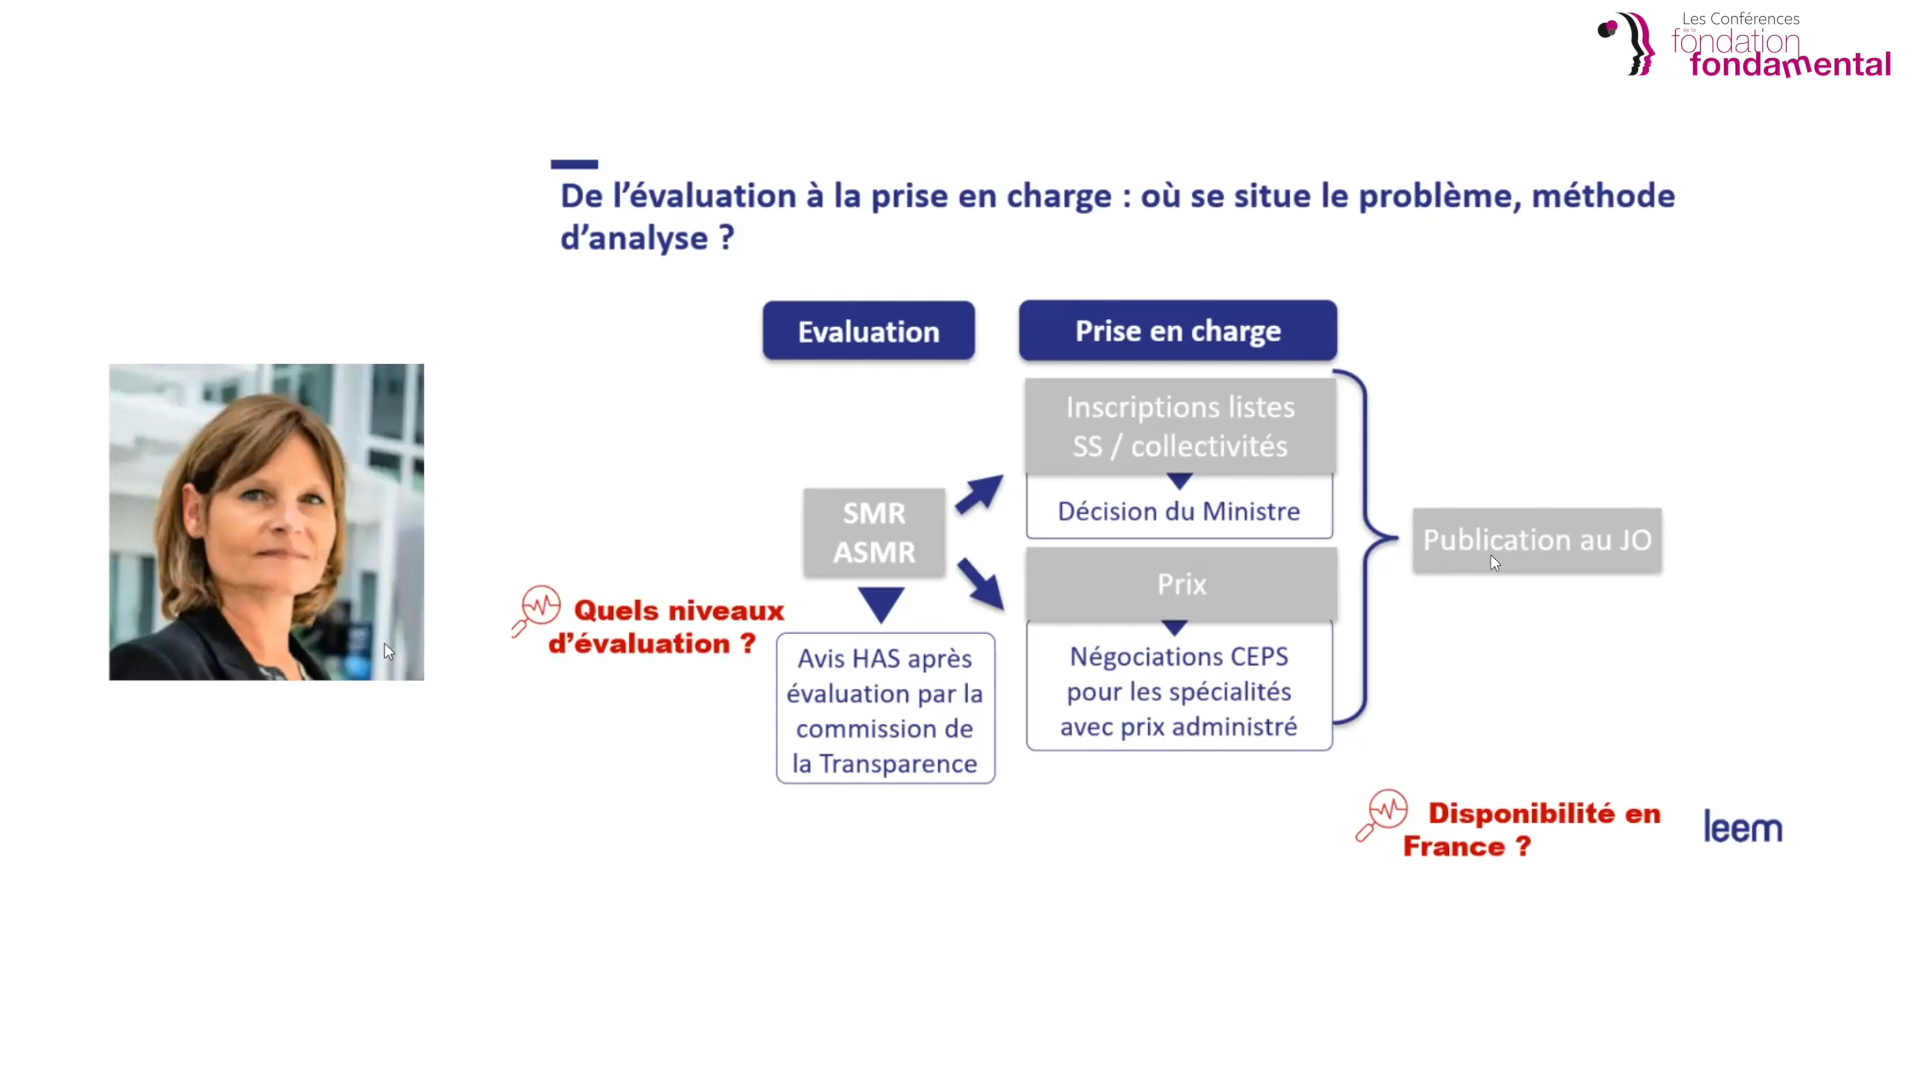 Les Conférences
de la
fondation
fondamental
De l’évaluation à la prise en charge : où se situe le problème, méthode
d’analyse ?
Evaluation
Prise en charge
Inscriptions listes
SS / collectivités
Décision du Ministre
SMR
ASMR
Publication au JO
Prix
Quels niveaux
d’évaluation ?
Avis HAS après
évaluation par la
commission de
la Transparence
Négociations CEPS
pour les spécialités
avec prix administré
Disponibilité en
France ?
leem